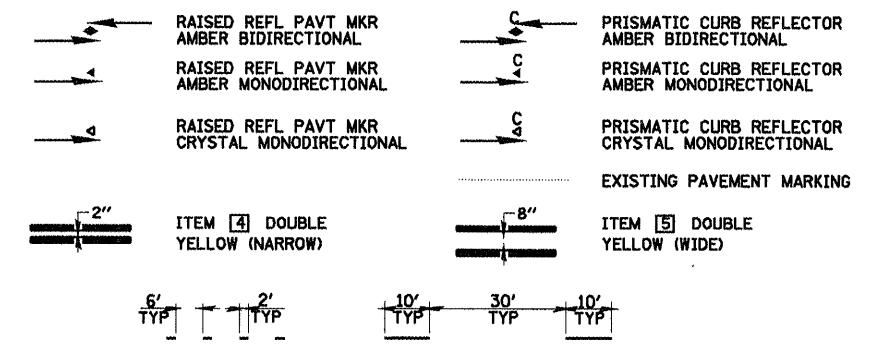 RAISED REFL PAVT MKR
AMBER BIDIRECTIONAL
C
PRISMATIC CURB REFLECTOR
AMBER BIDIRECTIONAL
RAISED REFL PAVT MKR
AMBER MONODIRECTIONAL
C
PRISMATIC CURB REFLECTOR
AMBER MONODIRECTIONAL
RAISED REFL PAVT MKR
CRYSTAL MONODIRECTIONAL
C
PRISMATIC CURB REFLECTOR
CRYSTAL MONODIRECTIONAL
EXISTING PAVEMENT MARKING
2"
ITEM 4 DOUBLE
YELLOW (NARROW)
8"
ITEM 5 DOUBLE
YELLOW (WIDE)
6' 2' 10' 30' 10'
TYP TYP TYP TYP TYP